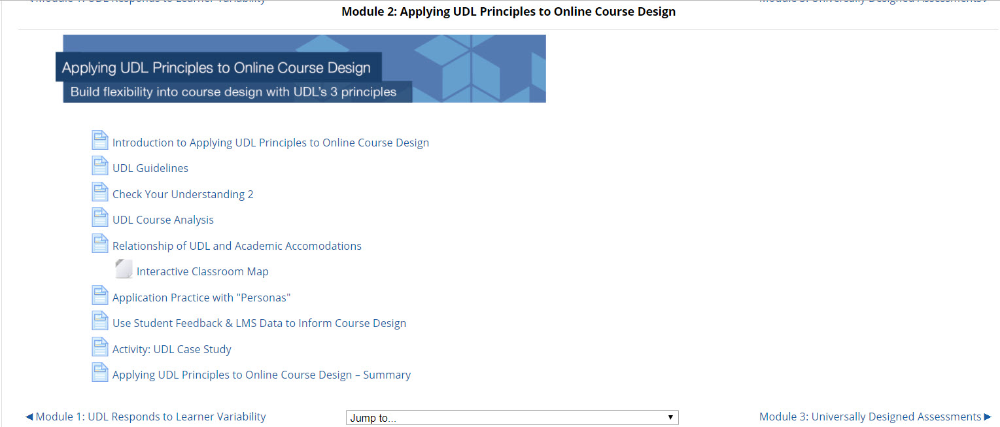 Module 1: UDL Responds to Learner Variability
Module 3: Universally Designed Assessments
Module 2: Applying UDL Principles to Online Course Design
Applying UDL Principles to Online Course Design
Build flexibility into course design with UDL's 3 principles
Introduction to Applying UDL Principles to Online Course Design
UDL Guidelines
Check Your Understanding 2
UDL Course Analysis
Relationship of UDL and Academic Accomodations
Interactive Classroom Map
Application Practice with "Personas"
Use Student Feedback & LMS Data to Inform Course Design
Activity: UDL Case Study
Applying UDL Principles to Online Course Design – Summary
◀ Module 1: UDL Responds to Learner Variability
Jump to...
Module 3: Universally Designed Assessments ▶